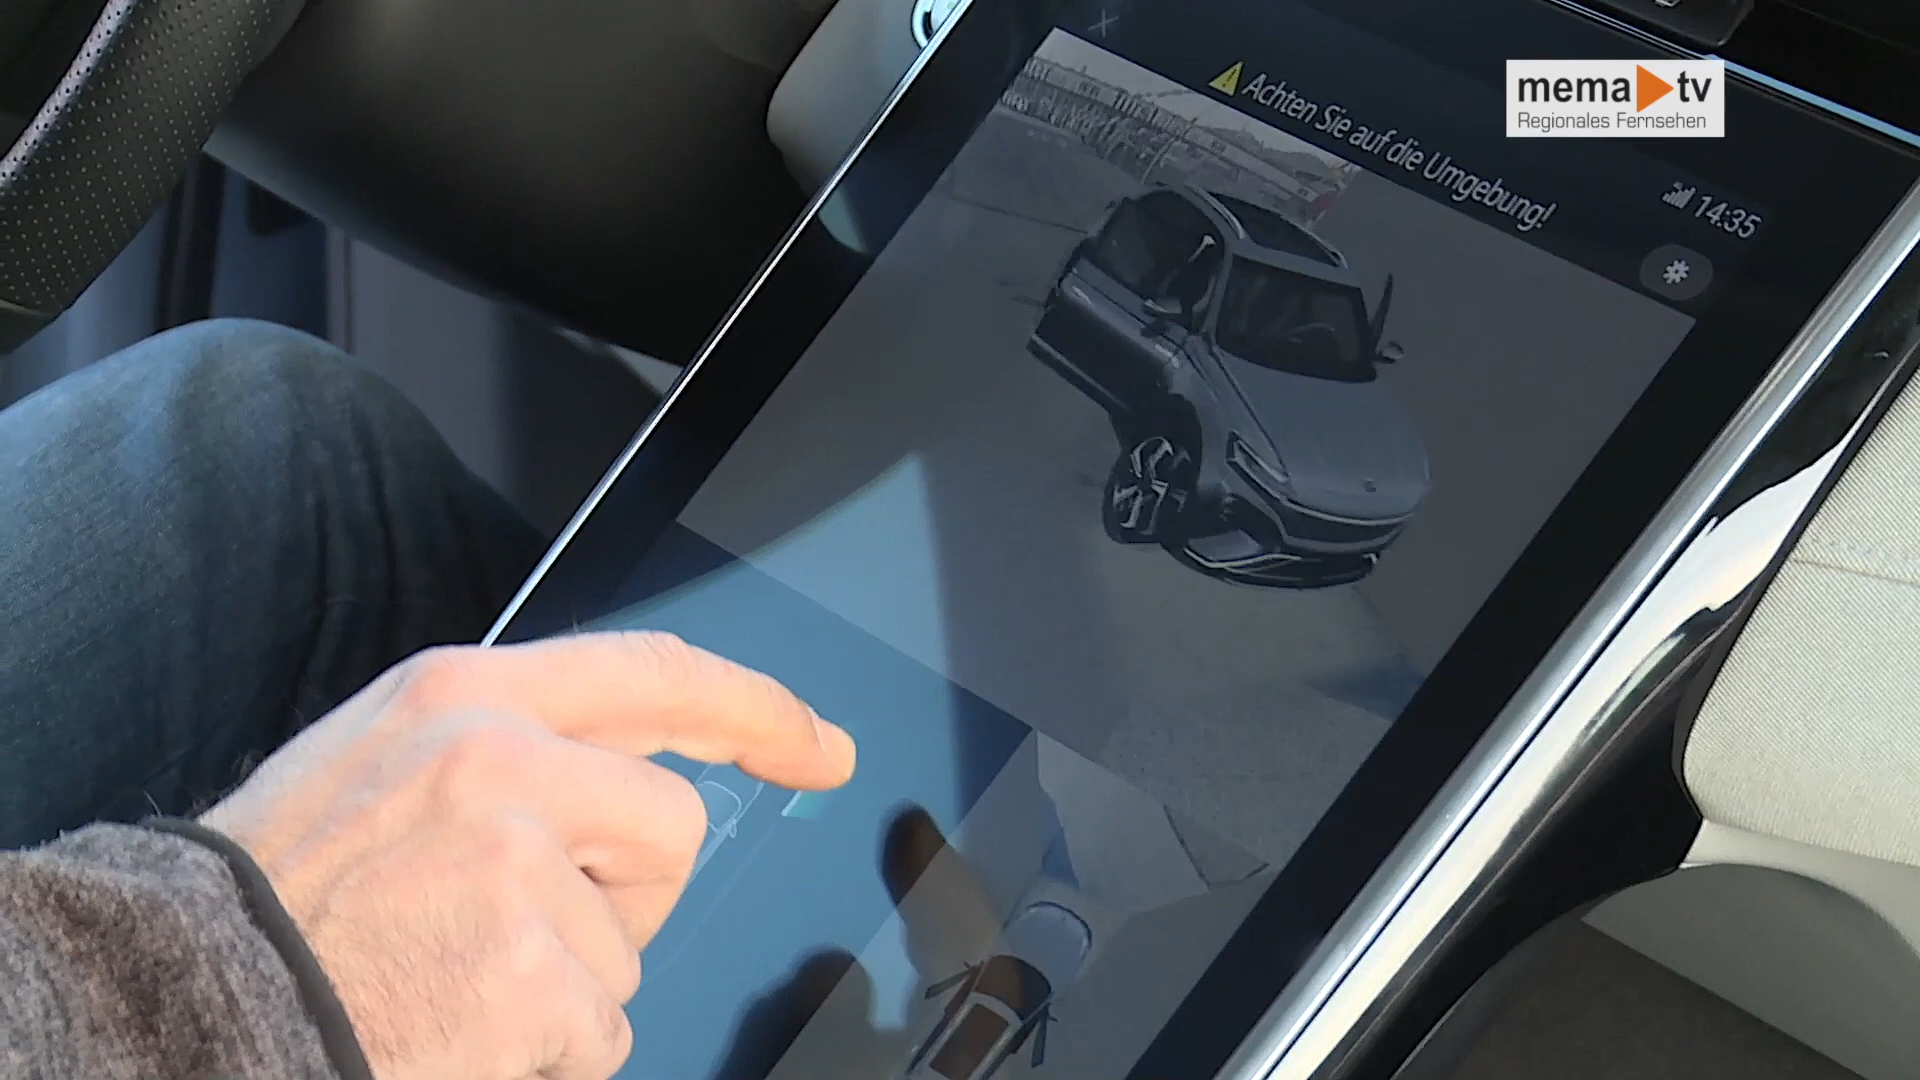 mema tv
Regionales Fernsehen
Achten Sie auf die Umgebung!
14:35